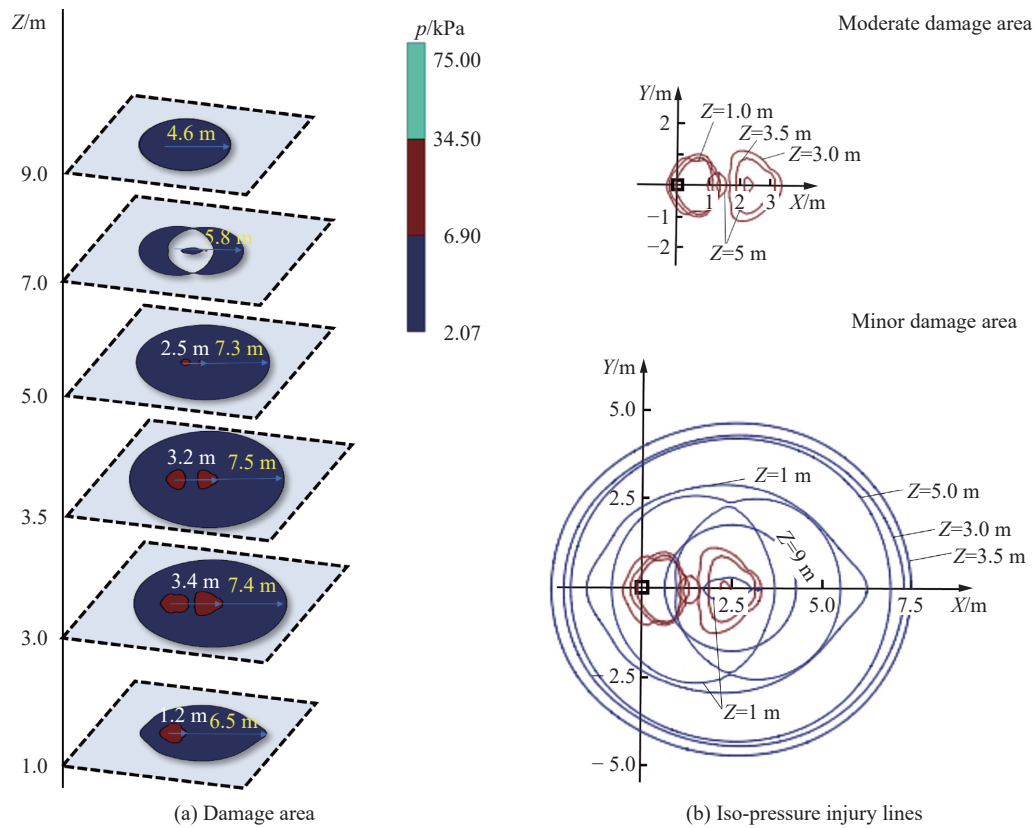 Z/m
9.0
7.0
5.0
3.5
3.0
1.0
4.6 m
5.8 m
2.5 m 7.3 m
3.2 m 7.5 m
3.4 m 7.4 m
1.2 m 6.5 m
p/kPa
75.00
34.50
6.90
2.07
(a) Damage area
Moderate damage area
Y/m
2
Z=1.0 m
Z=3.5 m
Z=3.0 m
1 2 3
X/m
−1
−2
Z=5 m
Minor damage area
Y/m
5.0
2.5
Z=1 m
Z=5.0 m
Z=3.0 m
Z=3.5 m
Z=9 m
2.5 5.0 7.5
X/m
2.5
Z=1 m
−5.0
(b) Iso-pressure injury lines